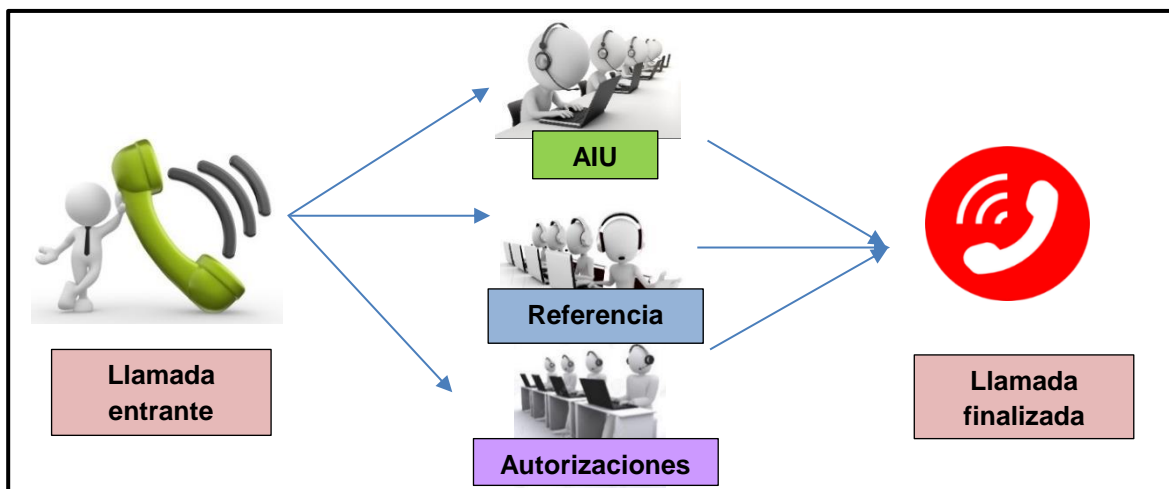 AIU
Referencia
Llamada
entrante
Llamada
finalizada
Autorizaciones